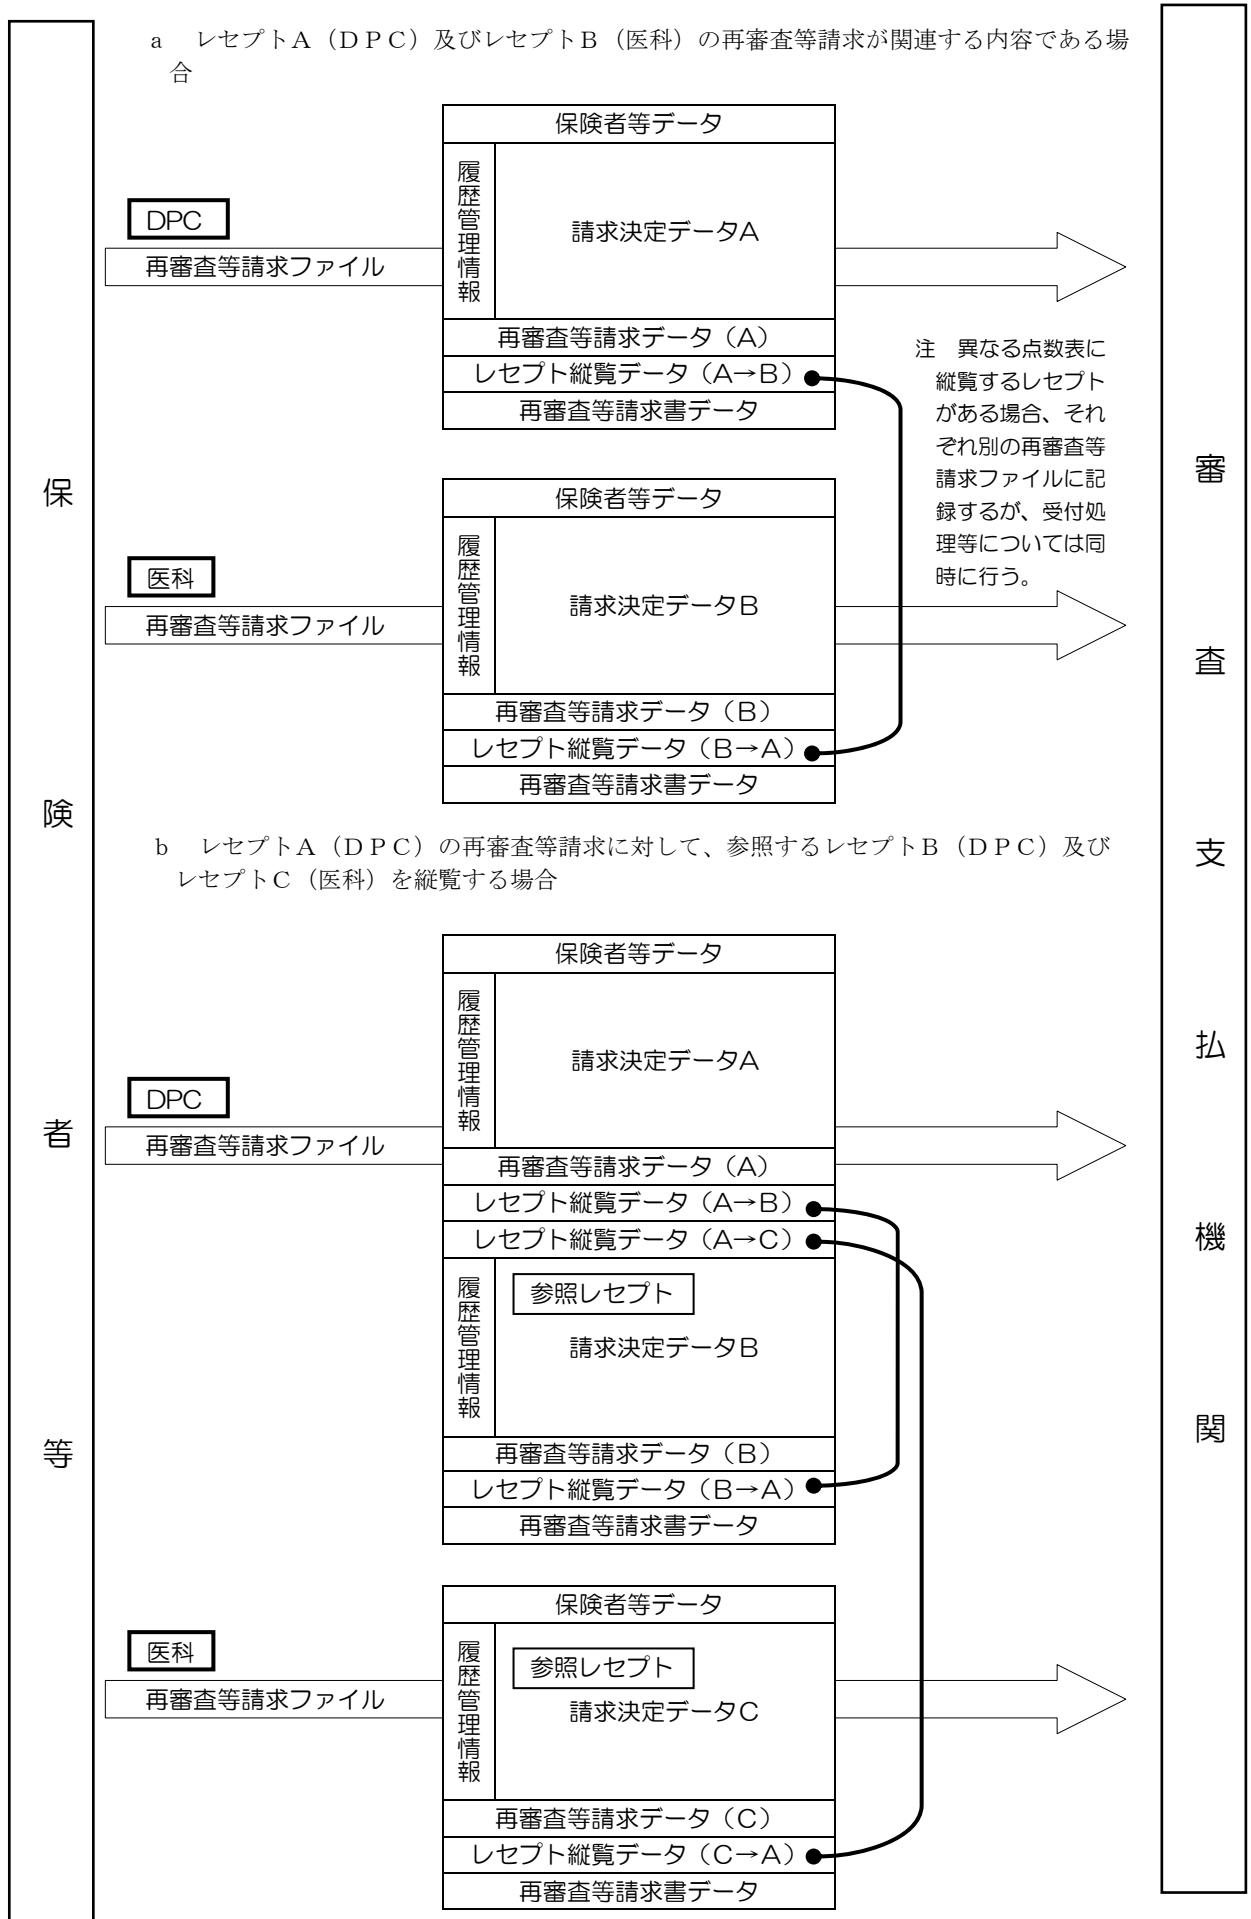 保険者等
審査支払機関
a　レセプトA（DPC）及びレセプトB（医科）の再審査等請求が関連する内容である場
合
保険者等データ
履歴管理情報
請求決定データA
DPC
再審査等請求ファイル
再審査等請求データ（A）
レセプト縦覧データ（A→B）
再審査等請求書データ
注　異なる点数表に
縦覧するレセプト
がある場合、それ
ぞれ別の再審査等
請求ファイルに記
録するが、受付処
理等については同
時に行う。
保険者等データ
履歴管理情報
請求決定データB
医科
再審査等請求ファイル
再審査等請求データ（B）
レセプト縦覧データ（B→A）
再審査等請求書データ
b　レセプトA（DPC）の再審査等請求に対して、参照するレセプトB（DPC）及び
レセプトC（医科）を縦覧する場合
保険者等データ
履歴管理情報
請求決定データA
DPC
再審査等請求ファイル
再審査等請求データ（A）
レセプト縦覧データ（A→B）
レセプト縦覧データ（A→C）
履歴管理情報
参照レセプト
請求決定データB
再審査等請求データ（B）
レセプト縦覧データ（B→A）
再審査等請求書データ
保険者等データ
履歴管理情報
参照レセプト
請求決定データC
医科
再審査等請求ファイル
再審査等請求データ（C）
レセプト縦覧データ（C→A）
再審査等請求書データ